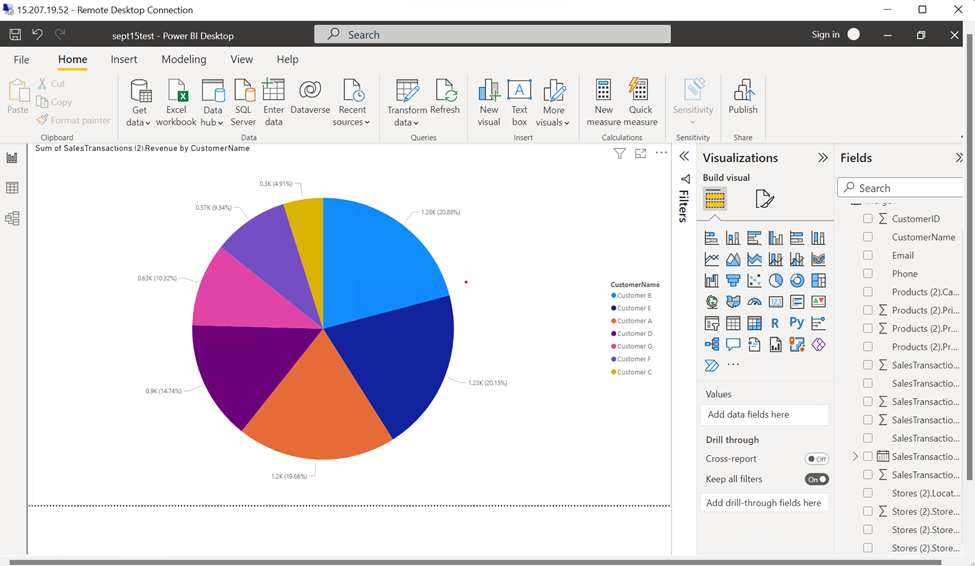 15.207.19.52 - Remote Desktop Connection
sept15test - Power BI Desktop
Search
Sign in
File Home Insert Modeling View Help
Paste
Cut
Copy
Format painter
Get data
Excel workbook
Data hub
SQL Server
Enter data
Dataverse
Recent sources
Transform data
Refresh
New visual
Text box
More visuals
New measure
Quick measure
Sensitivity
Publish
Clipboard Data Queries Insert Calculations Sensitivity Share
Sum of SalesTransactions (2).Revenue by CustomerName
0.3K (4.91%)
0.57K (9.34%)
1.28K (20.88%)
0.63K (10.32%)
0.9K (14.74%)
1.23K (20.15%)
1.2K (19.66%)
CustomerName
Customer B
Customer E
Customer A
Customer D
Customer G
Customer F
Customer C
Filters
Visualizations
Build visual
R
Py
...
Values
Add data fields here
Drill through
Cross-report
Off
Keep all filters
On
Add drill-through fields here
Fields
Search
CustomerID
CustomerName
Email
Phone
Products (2).Ca...
Products (2).Pri...
Products (2).Pr...
Products (2).Pr...
SalesTransactio...
SalesTransactio...
SalesTransactio...
SalesTransactio...
SalesTransactio...
SalesTransactio...
SalesTransactio...
Stores (2).Locat...
Stores (2).Store...
Stores (2).Store...
Stores (2).Store...